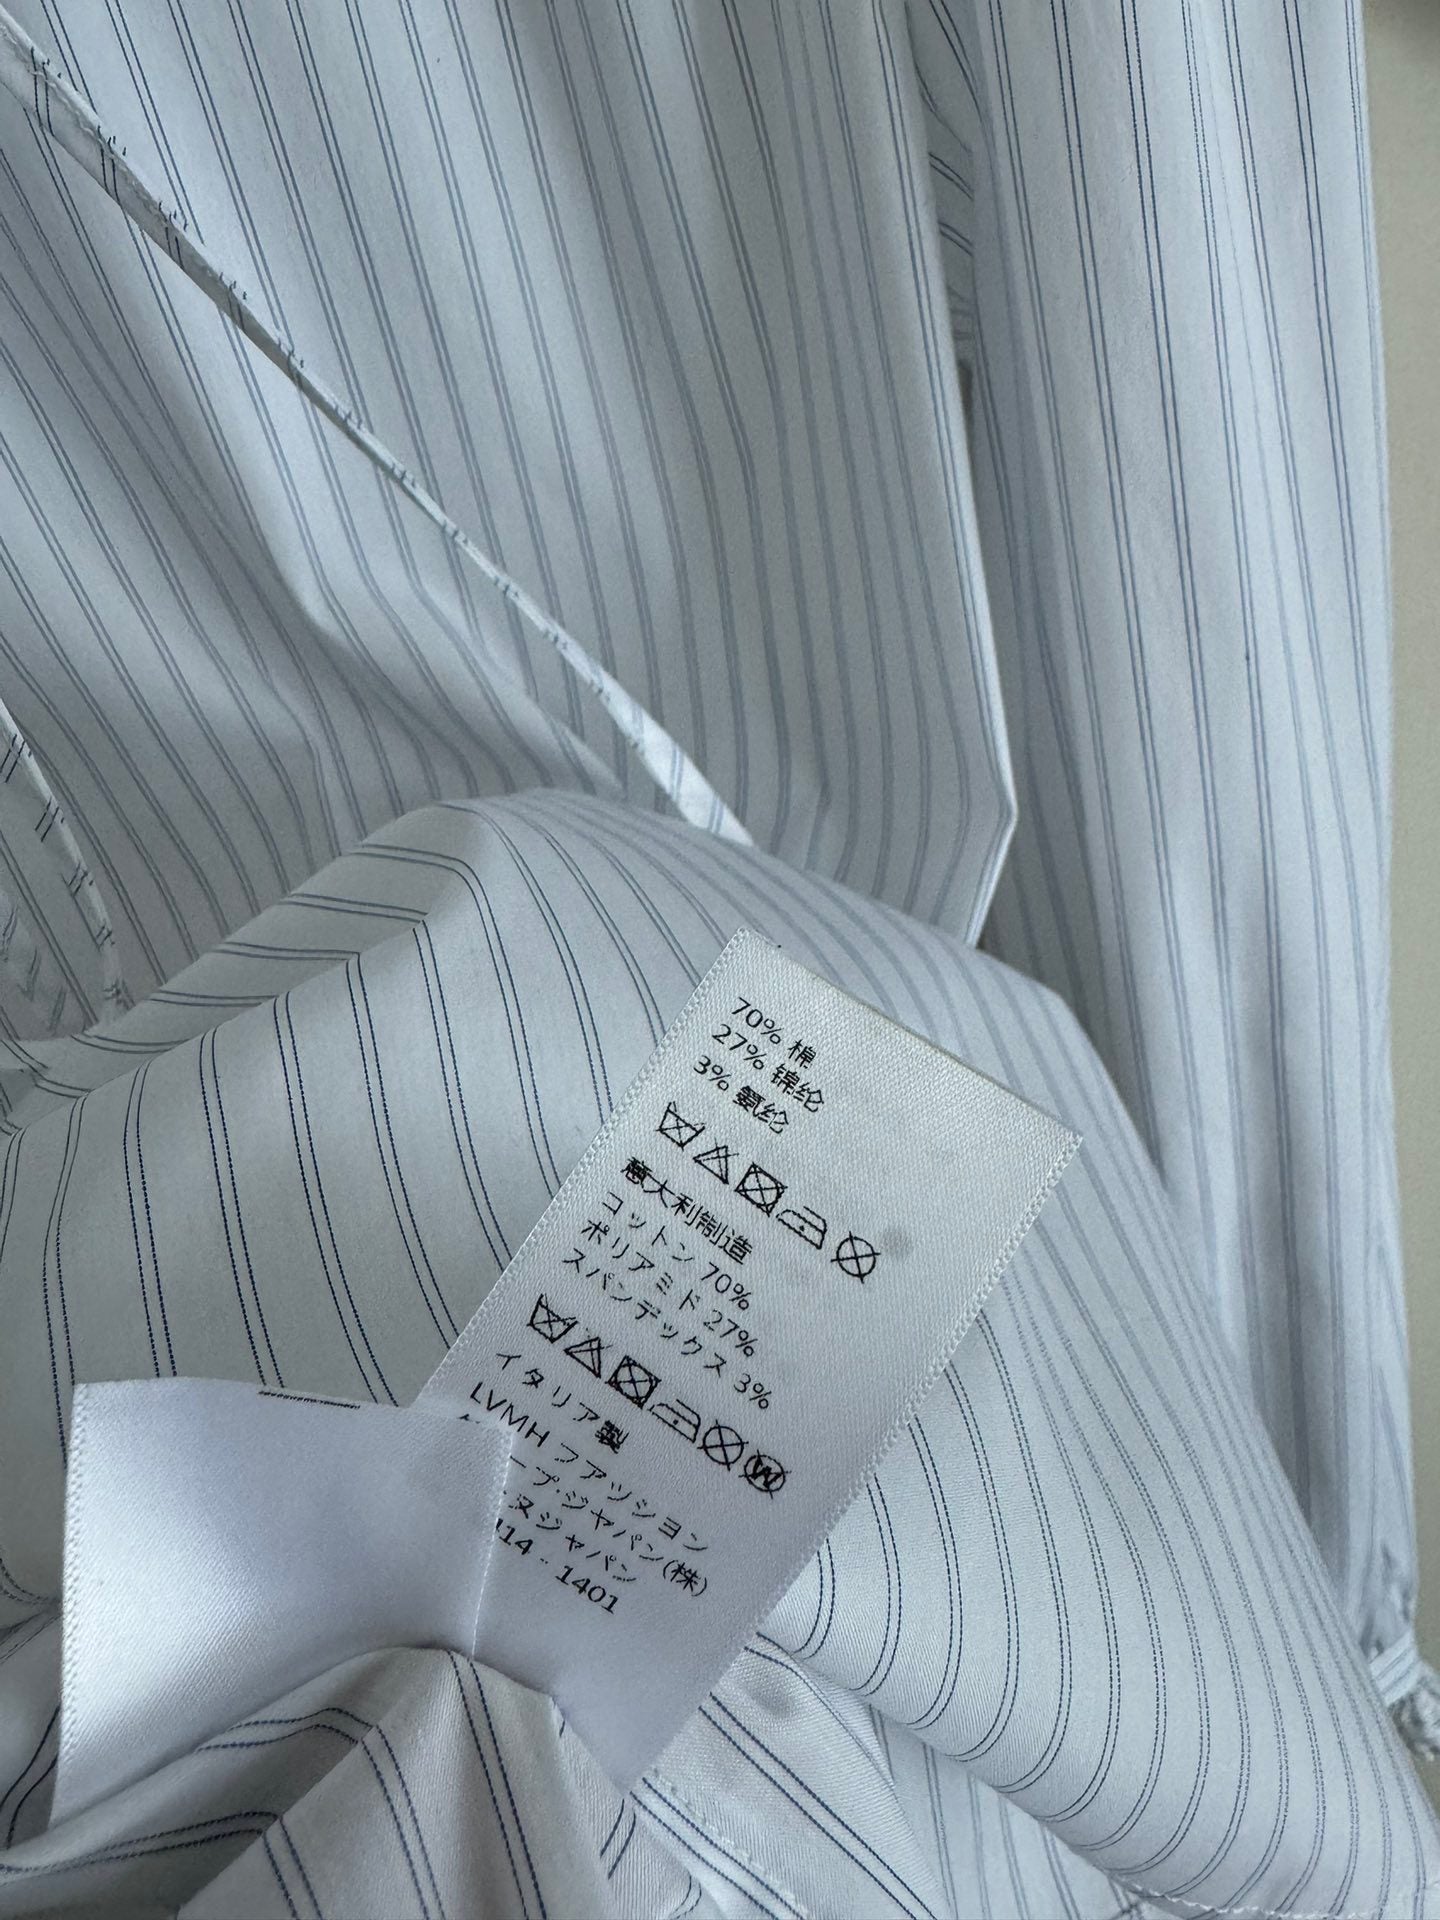 70% 棉
27% 锦纶
3% 氨纶
意大利制造
コットン 70%
ポリアミド 27%
スパンデックス 3%
イタリア製
LVMH ファッション
ープ・ジャパン(株)
ヌジャパン
114 - 1401